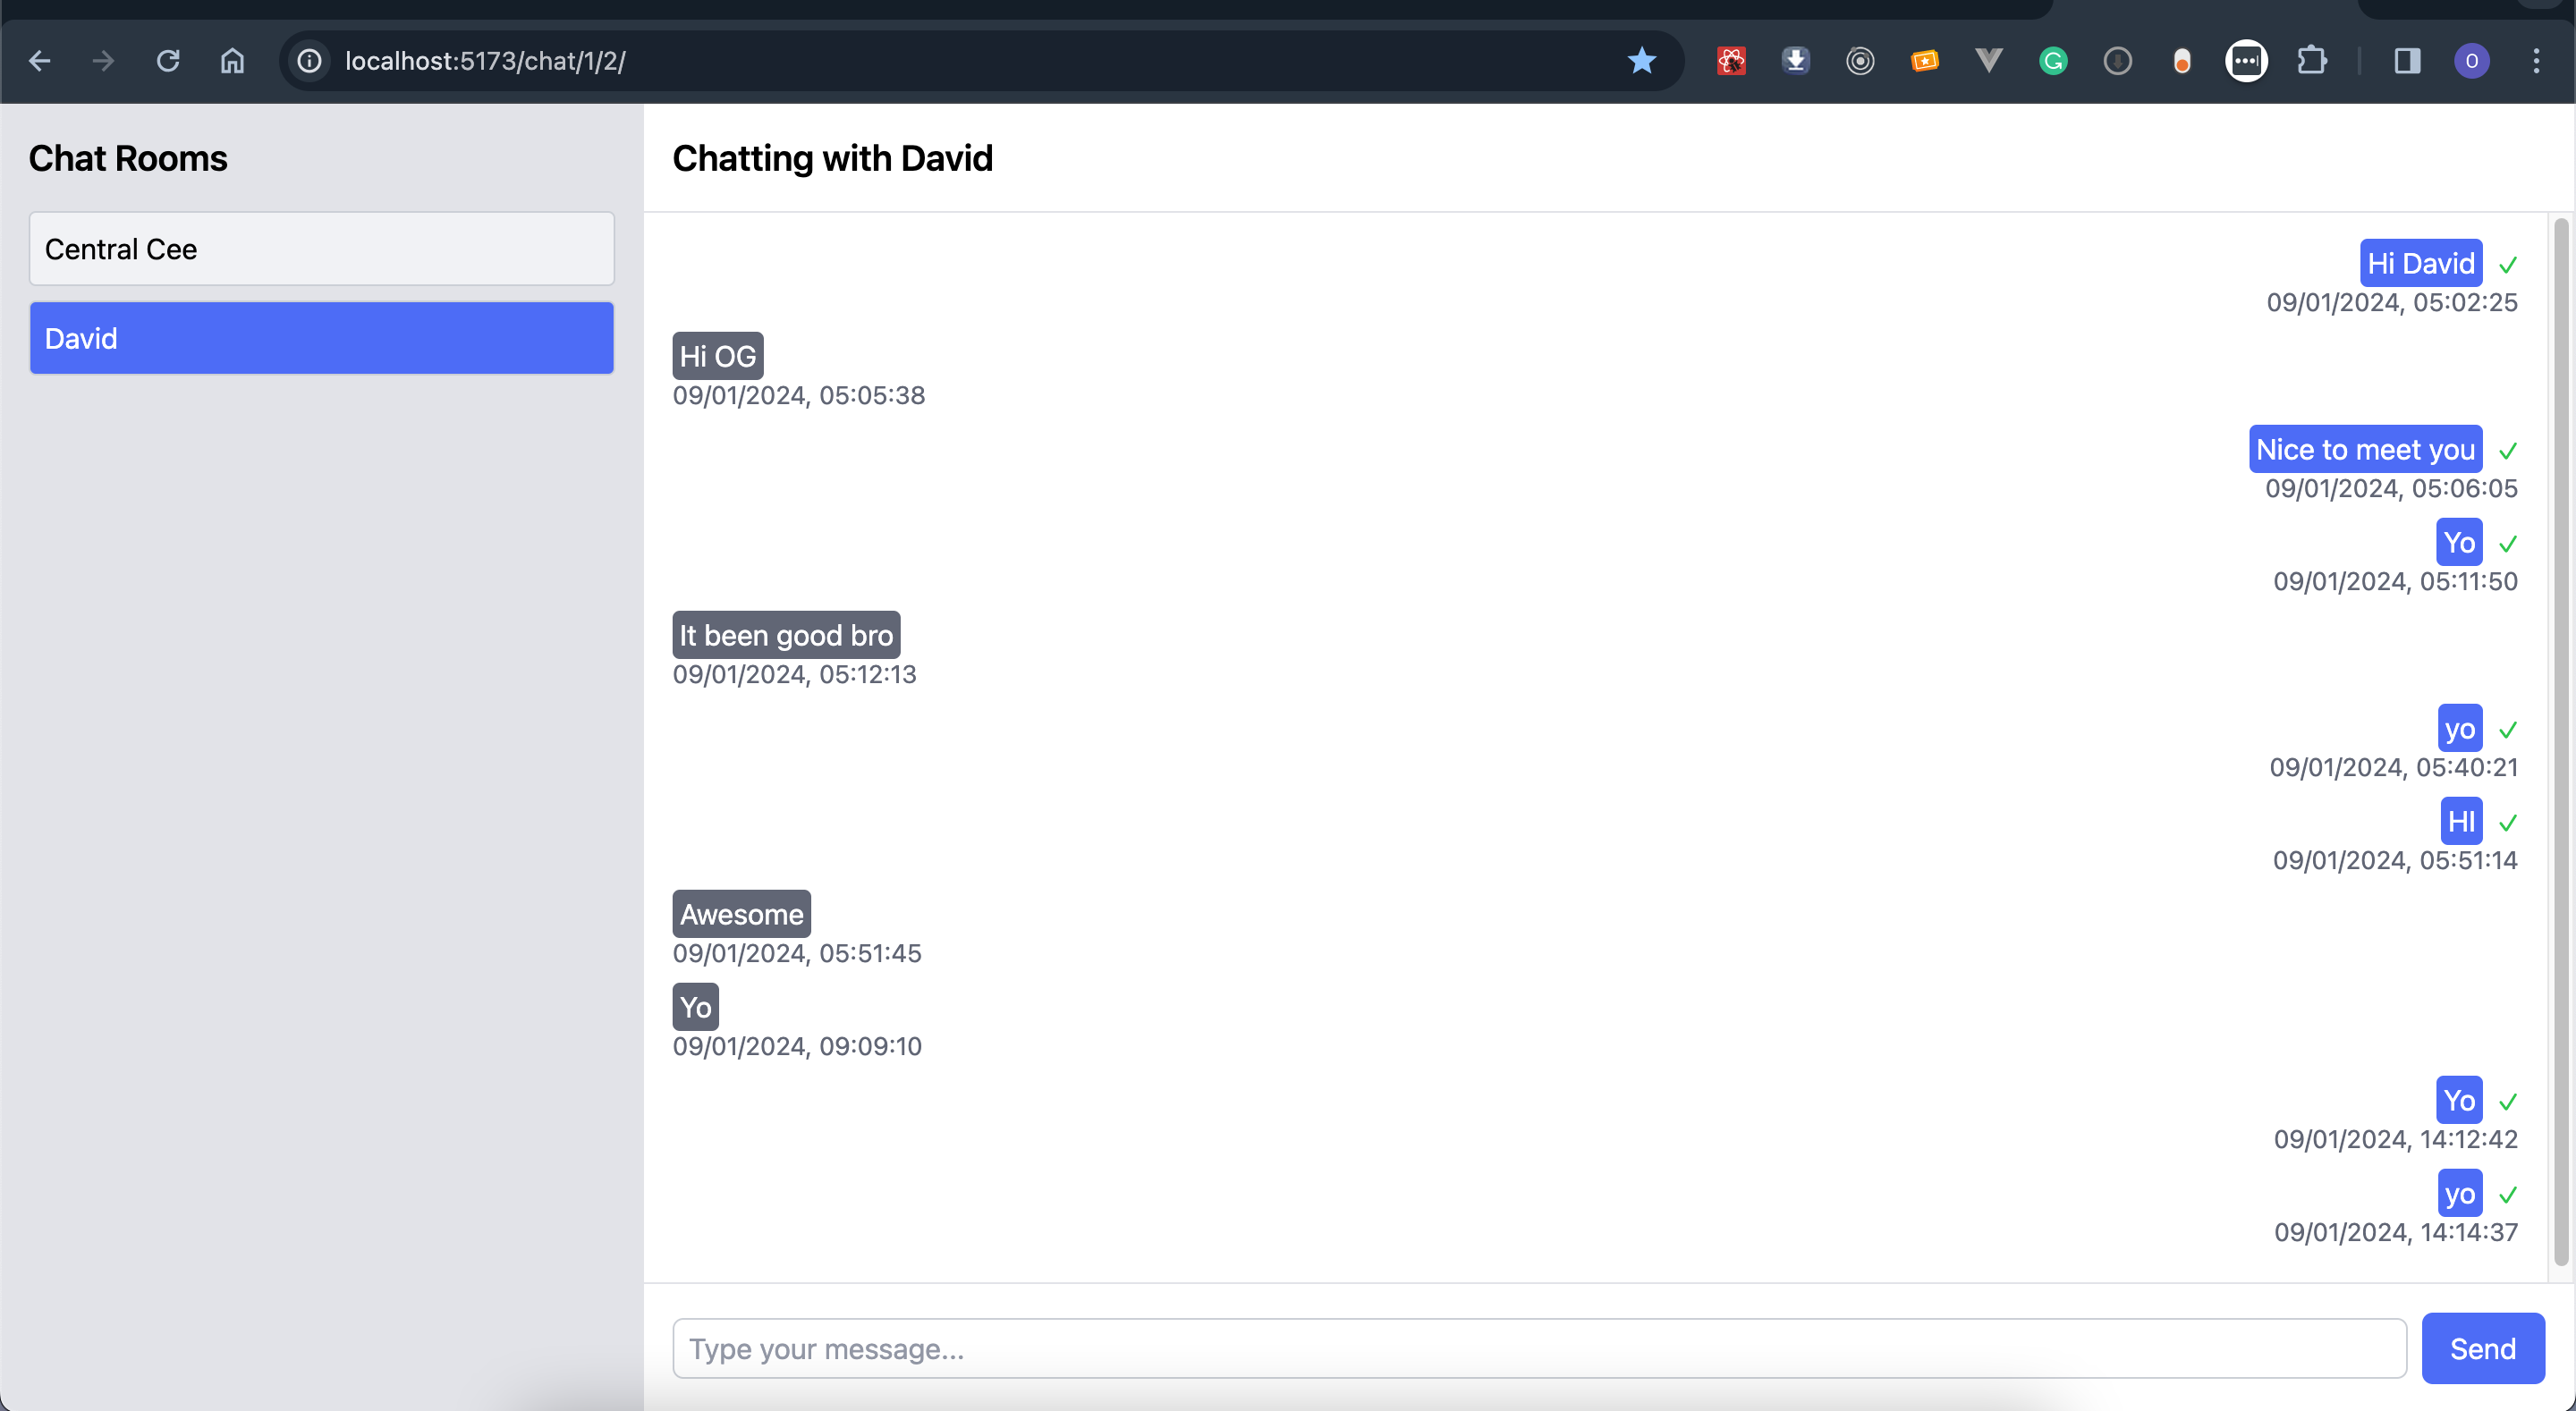 localhost:5173/chat/1/2/
G
O
Chat Rooms
Central Cee
David
Chatting with David
Hi David
09/01/2024, 05:02:25
Hi OG
09/01/2024, 05:05:38
Nice to meet you
09/01/2024, 05:06:05
Yo
09/01/2024, 05:11:50
It been good bro
09/01/2024, 05:12:13
yo
09/01/2024, 05:40:21
HI
09/01/2024, 05:51:14
Awesome
09/01/2024, 05:51:45
Yo
09/01/2024, 09:09:10
Yo
09/01/2024, 14:12:42
yo
09/01/2024, 14:14:37
Type your message...
Send